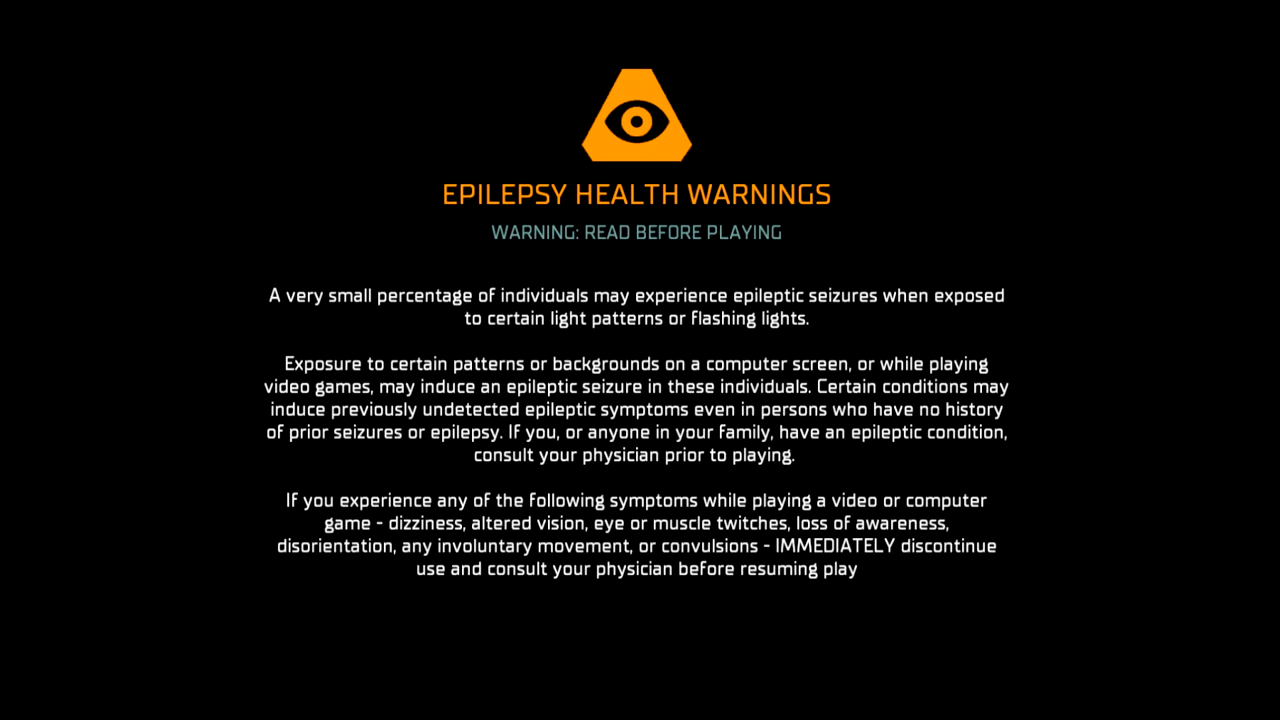 EPILEPSY HEALTH WARNINGS
WARNING: READ BEFORE PLAYING
A very small percentage of individuals may experience epileptic seizures when exposed
to certain light patterns or flashing lights.
Exposure to certain patterns or backgrounds on a computer screen, or while playing
video games, may induce an epileptic seizure in these individuals. Certain conditions may
induce previously undetected epileptic symptoms even in persons who have no history
of prior seizures or epilepsy. If you, or anyone in your family, have an epileptic condition,
consult your physician prior to playing.
If you experience any of the following symptoms while playing a video or computer
game - dizziness, altered vision, eye or muscle twitches, loss of awareness,
disorientation, any involuntary movement, or convulsions - IMMEDIATELY discontinue
use and consult your physician before resuming play